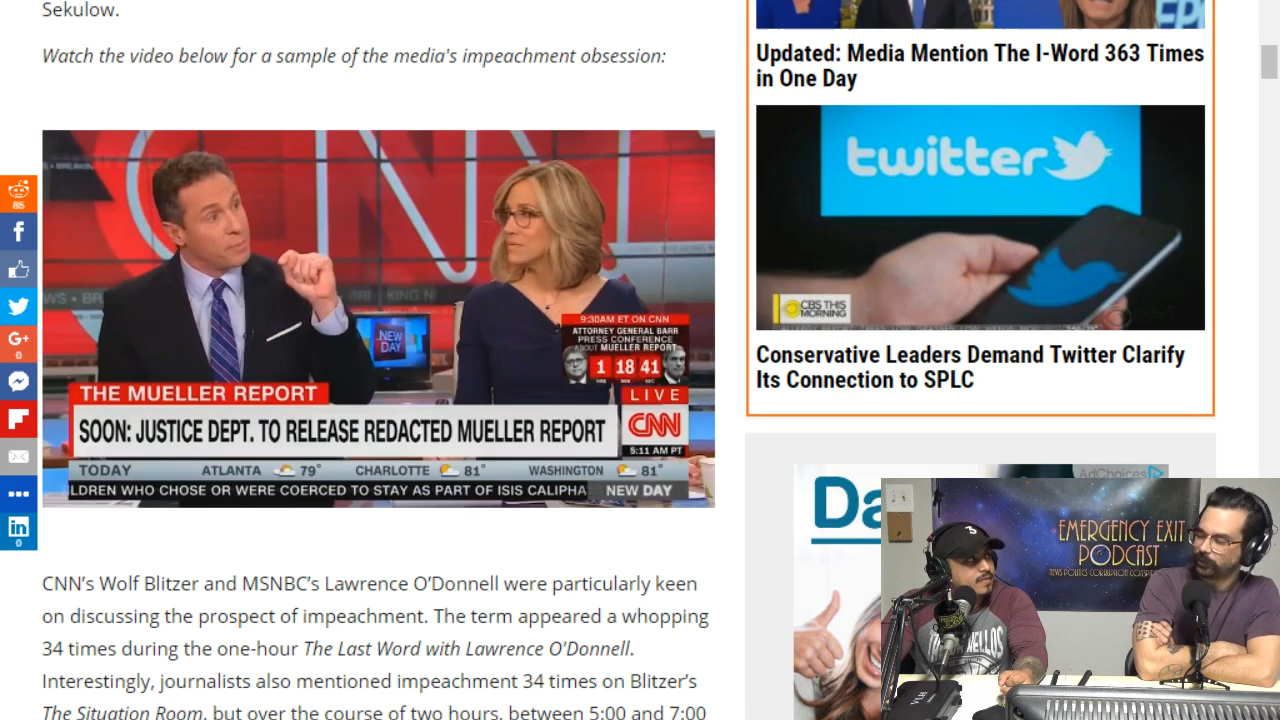 Sekulow.
Watch the video below for a sample of the media's impeachment obsession:
9:30AM ET ON CNN
ATTORNEY GENERAL BARR
PRESS CONFERENCE
ABOUT MUELLER REPORT
1 18 41
NEW
DAY
THE MUELLER REPORT
LIVE
SOON: JUSTICE DEPT. TO RELEASE REDACTED MUELLER REPORT
CNN
5:11 AM PT
TODAY ATLANTA 79° CHARLOTTE 81° WASHINGTON 81°
LDREN WHO CHOSE OR WERE COERCED TO STAY AS PART OF ISIS CALIPHA NEW DAY
CNN's Wolf Blitzer and MSNBC's Lawrence O'Donnell were particularly keen
on discussing the prospect of impeachment. The term appeared a whopping
34 times during the one-hour The Last Word with Lawrence O'Donnell.
Interestingly, journalists also mentioned impeachment 34 times on Blitzer's
The Situation Room, but over the course of two hours, between 5:00 and 7:00
85
f
G+
0
in
0
Updated: Media Mention The I-Word 363 Times
in One Day
twitter
CBS THIS
MORNING
Conservative Leaders Demand Twitter Clarify
Its Connection to SPLC
AdChoices
Da
EMERGENCY EXIT
PODCAST